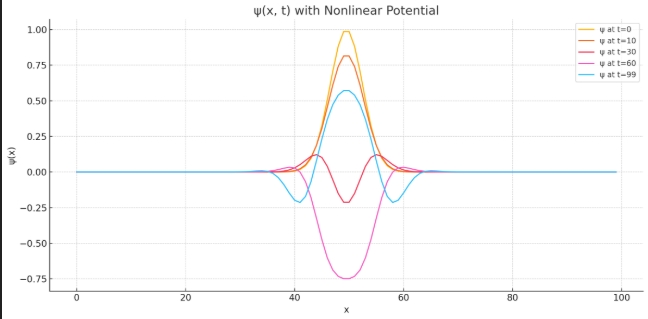 ψ(x, t) with Nonlinear Potential
ψ at t=0
ψ at t=10
ψ at t=30
ψ at t=60
ψ at t=99
1.00
0.75
0.50
0.25
0.00
−0.25
−0.50
−0.75
ψ(x)
0 20 40 60 80 100
x